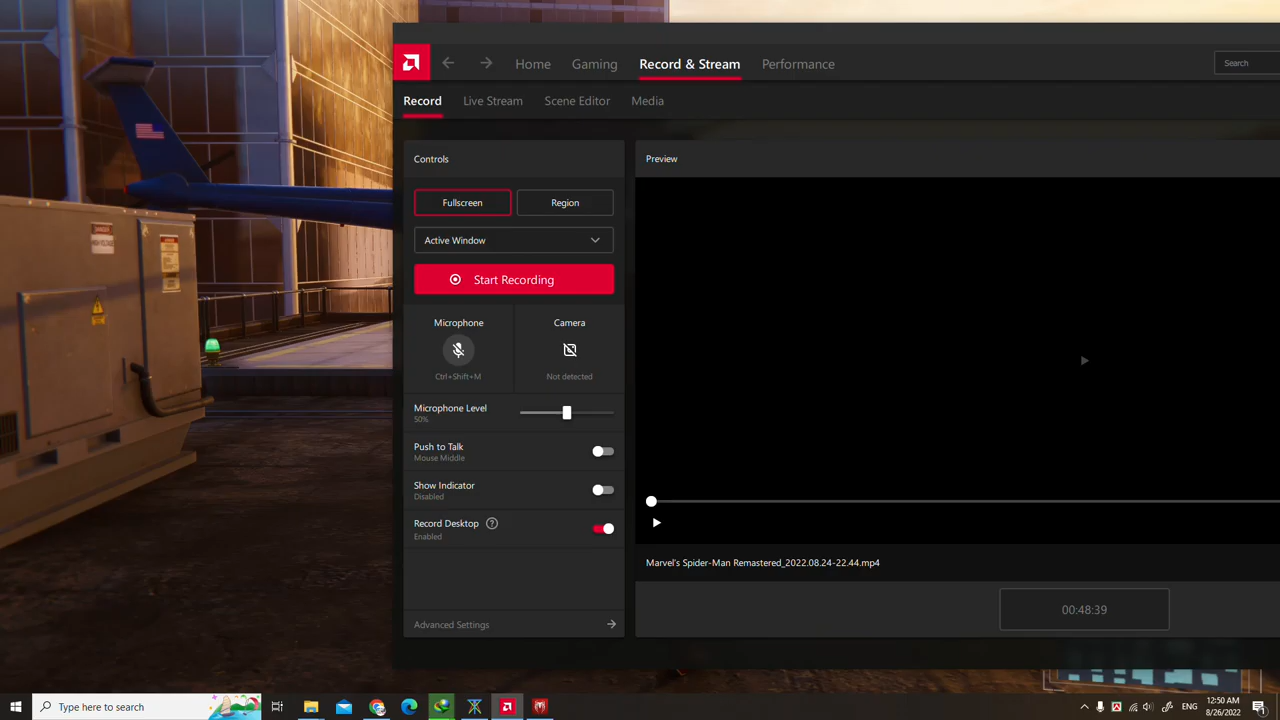 Home
Gaming
Record & Stream
Performance
Search
Record
Live Stream
Scene Editor
Media
Controls
Preview
Fullscreen
Region
Active Window
Start Recording
Microphone
Camera
Ctrl+Shift+M
Not detected
Microphone Level
50%
Push to Talk
Mouse Middle
Show Indicator
Disabled
Record Desktop
Enabled
Marvel's Spider-Man Remastered_2022.08.24-22.44.mp4
00:48:39
Advanced Settings
Type here to search
ENG
12:50 AM
8/26/2022
1